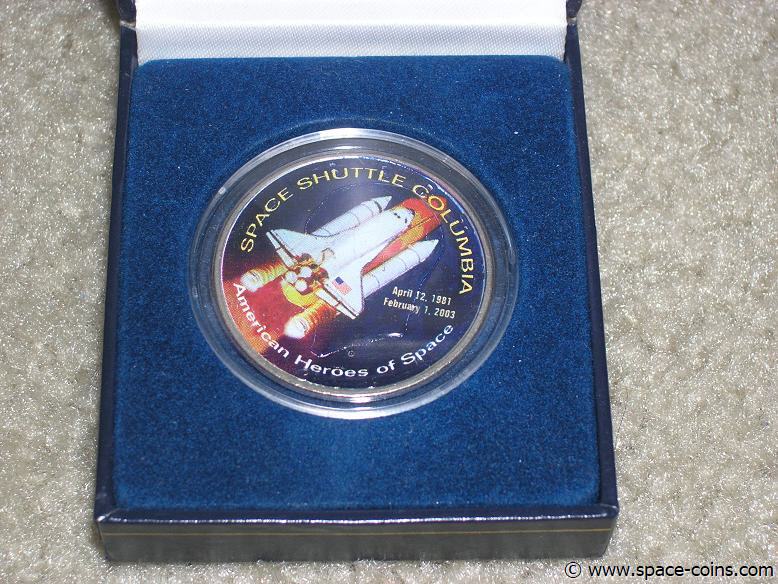 SPACE SHUTTLE COLUMBIA
April 12, 1981
February 1, 2003
American Heroes of Space
© www.space-coins.com